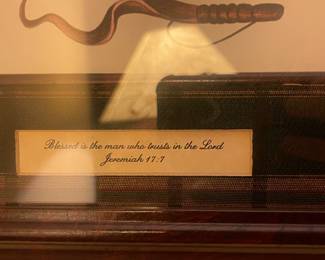 Blessed is the man who trusts in the Lord
Jeremiah 17:7